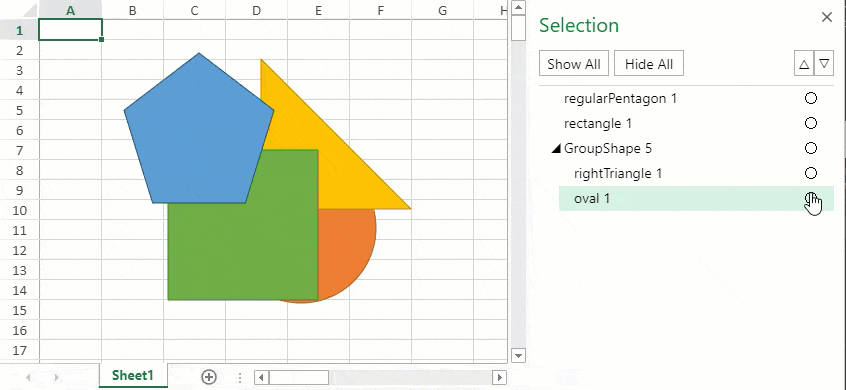 A B C D E F G H
1
2
3
4
5
6
7
8
9
10
11
12
13
14
15
16
17
Sheet1
Selection
Show All Hide All
regularPentagon 1
rectangle 1
GroupShape 5
rightTriangle 1
oval 1